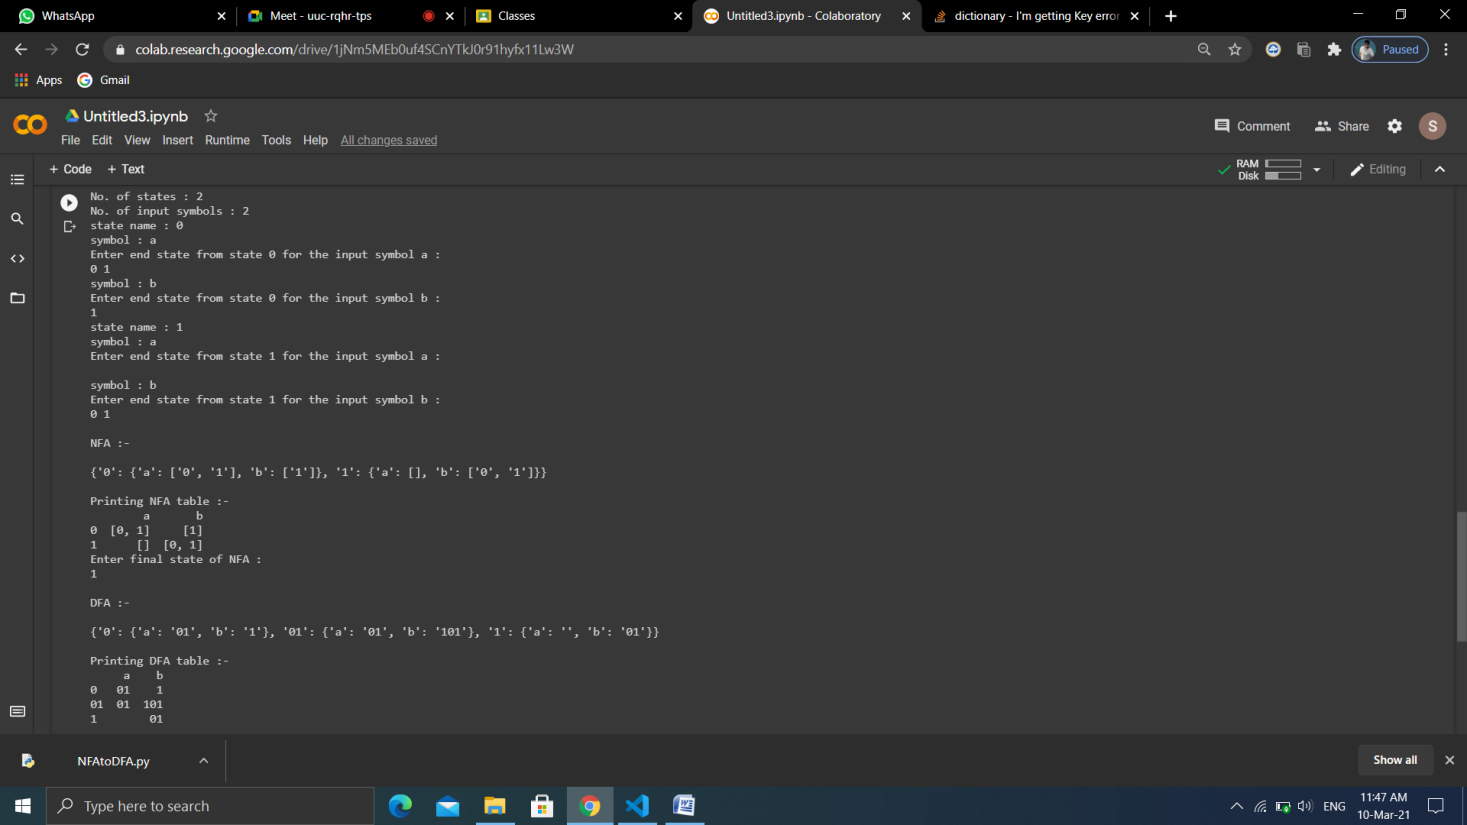 WhatsApp
Meet - uuc-rqhr-tps
Classes
Untitled3.ipynb - Colaboratory
dictionary - I'm getting Key error
colab.research.google.com/drive/1jNm5MEb0uf4SCnYTkJ0r91hyfx11Lw3W
Paused
Apps
Gmail
Untitled3.ipynb
File Edit View Insert Runtime Tools Help All changes saved
Comment
Share
S
+ Code + Text
RAM
Disk
Editing
No. of states : 2
No. of input symbols : 2
state name : 0
symbol : a
Enter end state from state 0 for the input symbol a :
0 1
symbol : b
Enter end state from state 0 for the input symbol b :
1
state name : 1
symbol : a
Enter end state from state 1 for the input symbol a :
symbol : b
Enter end state from state 1 for the input symbol b :
0 1
NFA :-
{'0': {'a': ['0', '1'], 'b': ['1']}, '1': {'a': [], 'b': ['0', '1']}}
Printing NFA table :-
a b
0 [0, 1] [1]
1 [] [0, 1]
Enter final state of NFA :
1
DFA :-
{'0': {'a': '01', 'b': '1'}, '01': {'a': '01', 'b': '101'}, '1': {'a': '', 'b': '01'}}
Printing DFA table :-
a b
0 01 1
01 01 101
1 01
NFAtoDFA.py
Show all
Type here to search
ENG
11:47 AM
10-Mar-21